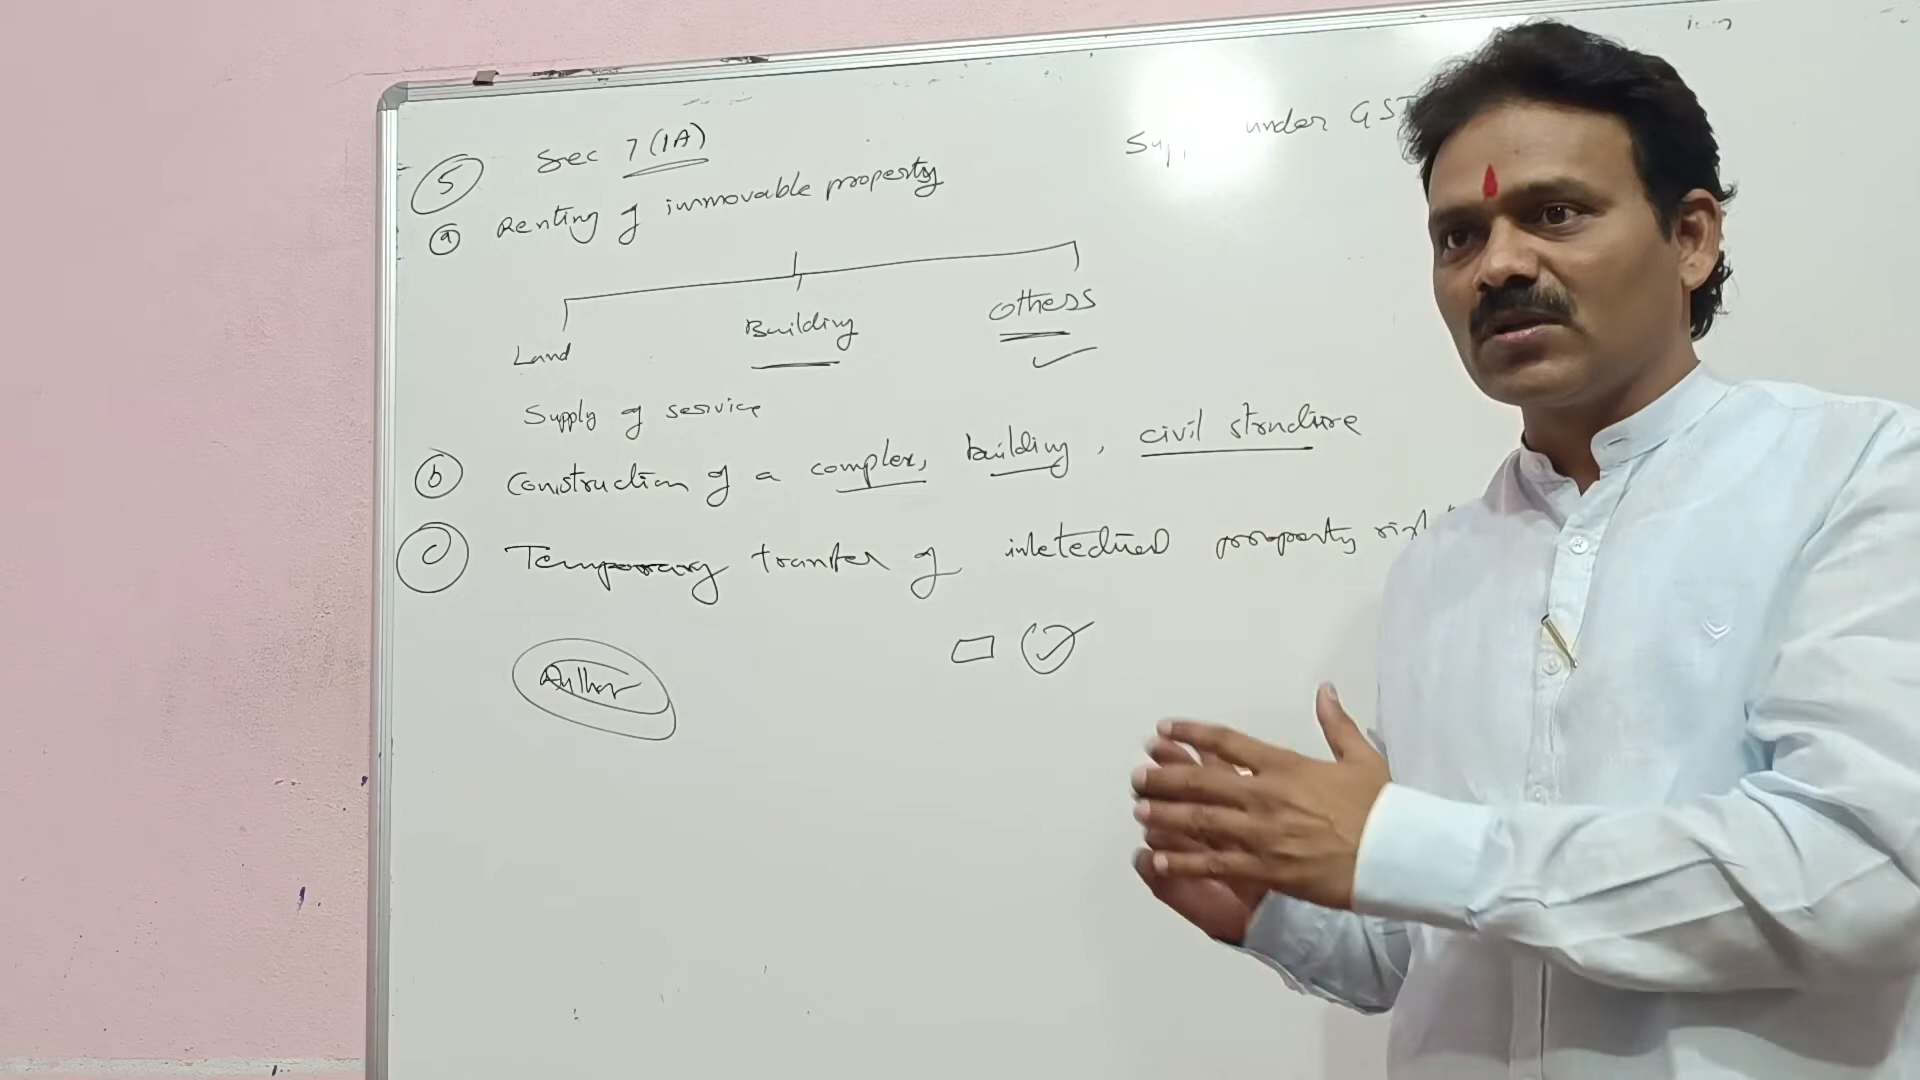 under GST
5 Sec 7(1A)
a Renting of immovable property
Land Building Others
Supply of service
b Construction of a complex, building, civil structure
c Temporary transfer of intelectual property
Author